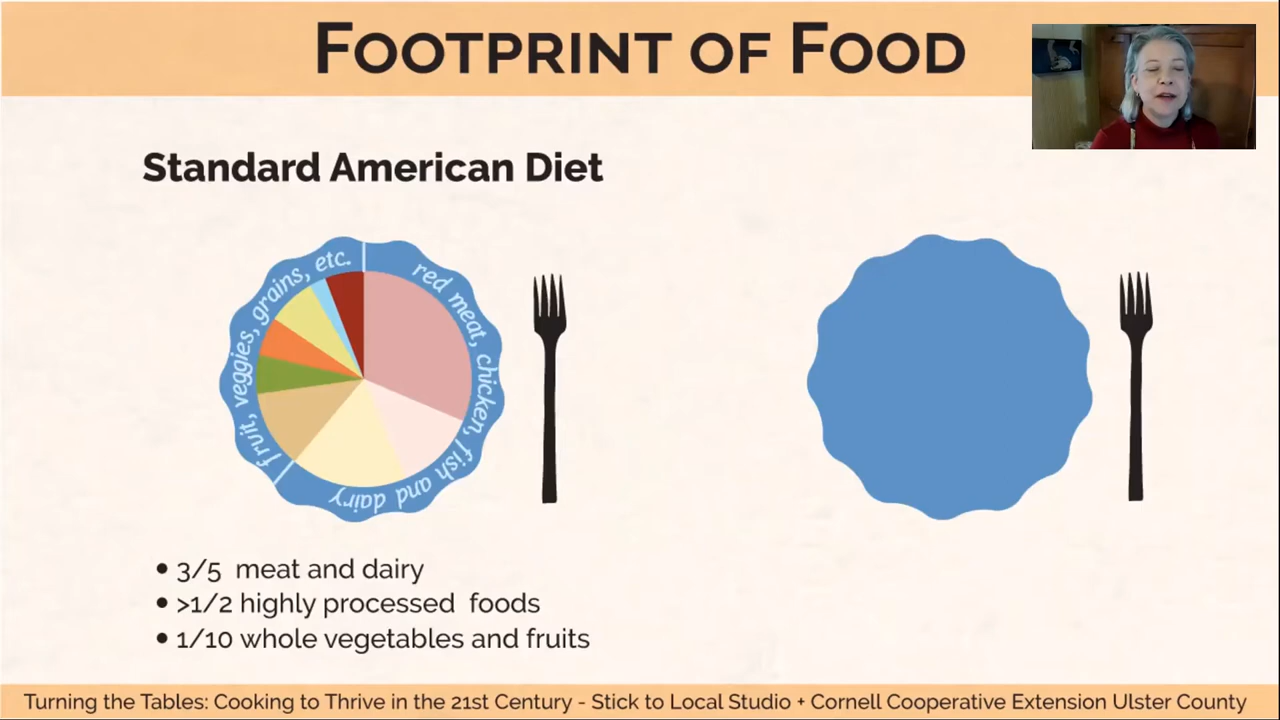 FOOTPRINT OF FOOD
Standard American Diet
fruit, veggies, grains, etc.
red meat, chicken, fish and dairy
• 3/5 meat and dairy
• >1/2 highly processed foods
• 1/10 whole vegetables and fruits
Turning the Tables: Cooking to Thrive in the 21st Century - Stick to Local Studio + Cornell Cooperative Extension Ulster County